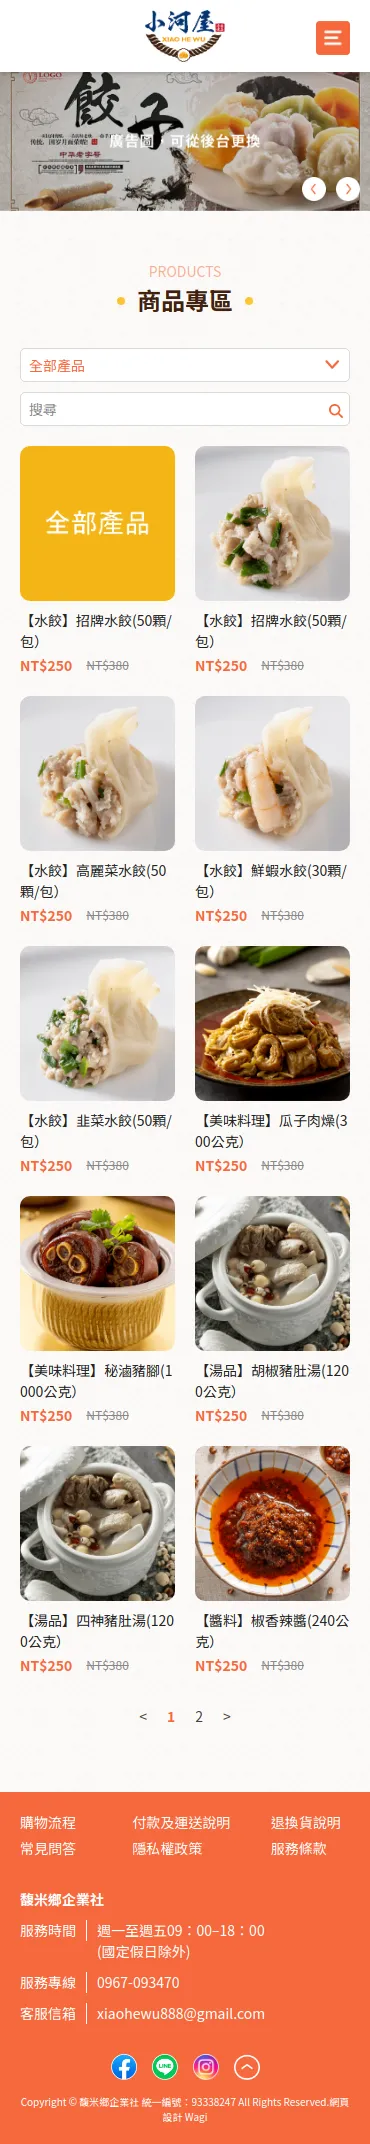 小河屋
XIAO HE WU
LOGO
餃子
中华老字号
廣告圖，可從後台更換
PRODUCTS
商品專區
全部產品
搜尋
全部產品
【水餃】招牌水餃(50顆/
包)
NT$250 NT$380
【水餃】招牌水餃(50顆/
包)
NT$250 NT$380
【水餃】高麗菜水餃(50
顆/包)
NT$250 NT$380
【水餃】鮮蝦水餃(30顆/
包)
NT$250 NT$380
【水餃】韭菜水餃(50顆/
包)
NT$250 NT$380
【美味料理】瓜子肉燥(3
00公克)
NT$250 NT$380
【美味料理】秘滷豬腳(1
000公克)
NT$250 NT$380
【湯品】胡椒豬肚湯(120
0公克)
NT$250 NT$380
【湯品】四神豬肚湯(120
0公克)
NT$250 NT$380
【醬料】椒香辣醬(240公
克)
NT$250 NT$380
< 1 2 >
購物流程 付款及運送說明 退換貨說明
常見問答 隱私權政策 服務條款
馥米鄉企業社
服務時間 週一至週五09：00–18：00
(國定假日除外)
服務專線 0967-093470
客服信箱 xiaohewu888@gmail.com
LINE
Copyright © 馥米鄉企業社 統一編號：93338247 All Rights Reserved.網頁
設計 Wagi